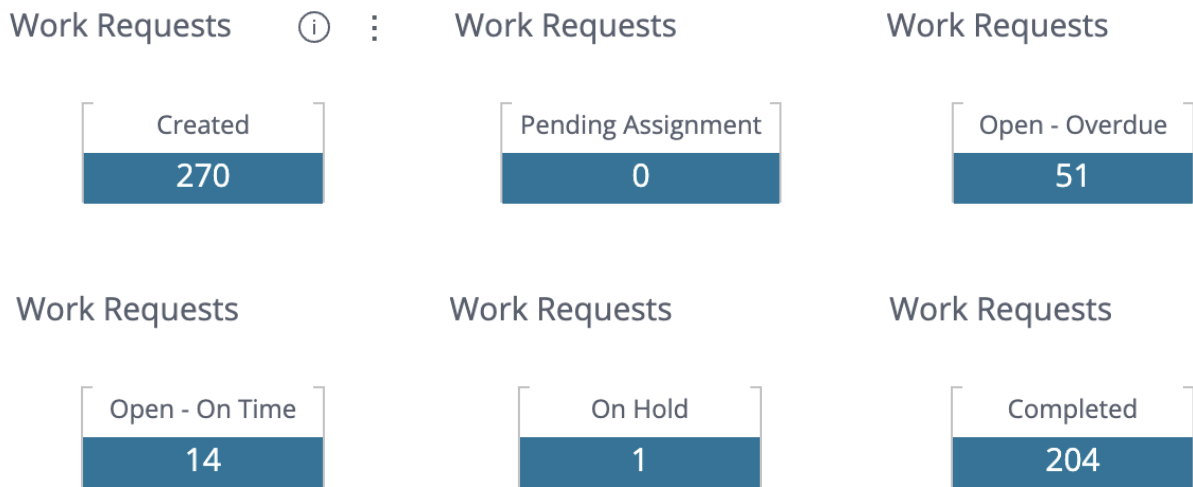 Work Requests
Created
270
Work Requests
Pending Assignment
0
Work Requests
Open - Overdue
51
Work Requests
Open - On Time
14
Work Requests
On Hold
1
Work Requests
Completed
204